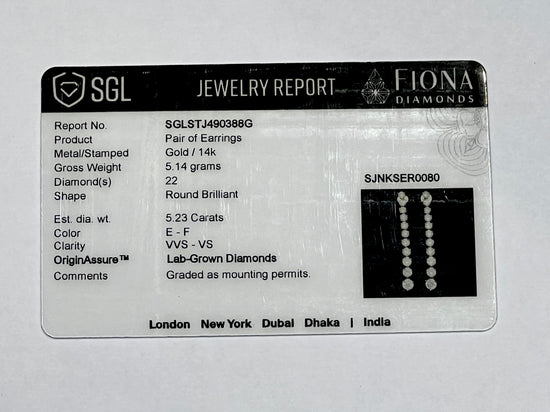 SGL JEWELRY REPORT FIONA
DIAMONDS
Report No. SGLSTJ490388G
Product Pair of Earrings
Metal/Stamped Gold / 14k
Gross Weight 5.14 grams
Diamond(s) 22
Shape Round Brilliant
SJNKSER0080
Est. dia. wt. 5.23 Carats
Color E - F
Clarity VVS - VS
OriginAssure™ Lab-Grown Diamonds
Comments Graded as mounting permits.
London New York Dubai Dhaka | India